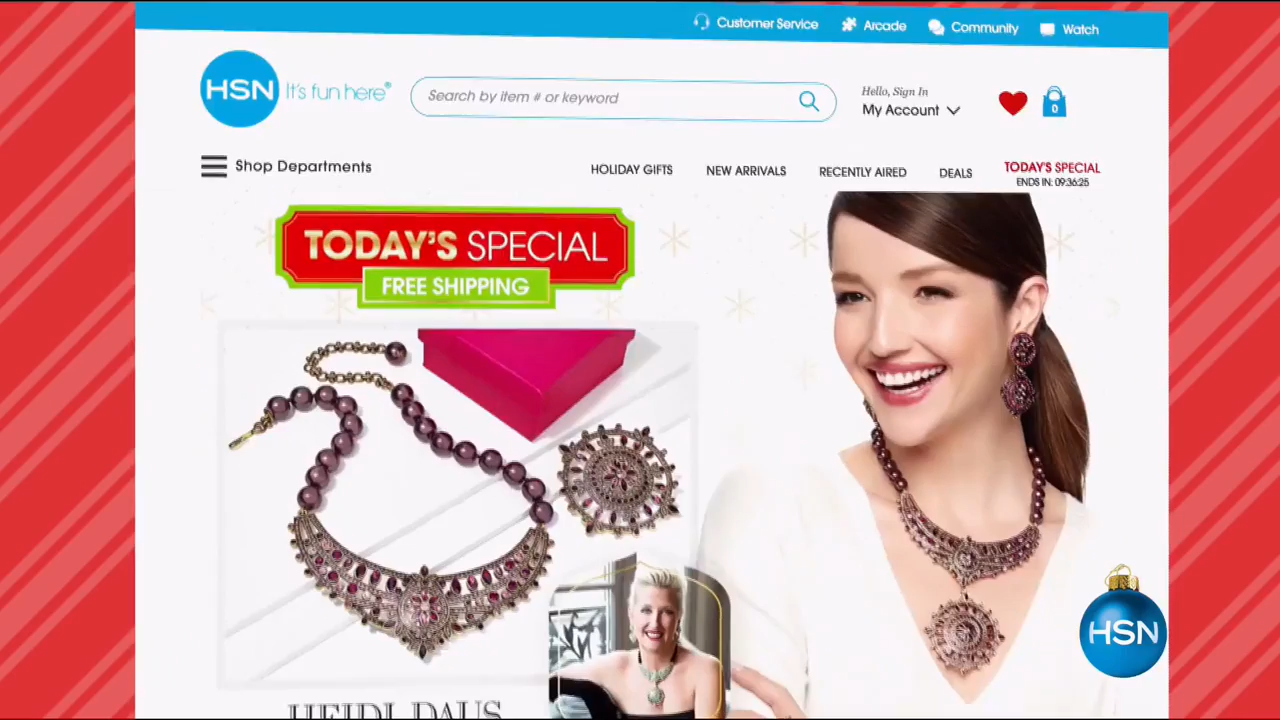 Customer Service
Arcade
Community
Watch
HSN
It's fun here®
Search by item # or keyword
Hello, Sign In
My Account
0
Shop Departments
HOLIDAY GIFTS
NEW ARRIVALS
RECENTLY AIRED
DEALS
TODAY'S SPECIAL
ENDS IN: 09:36:25
TODAY'S SPECIAL
FREE SHIPPING
HSN
HEIDI DAUS